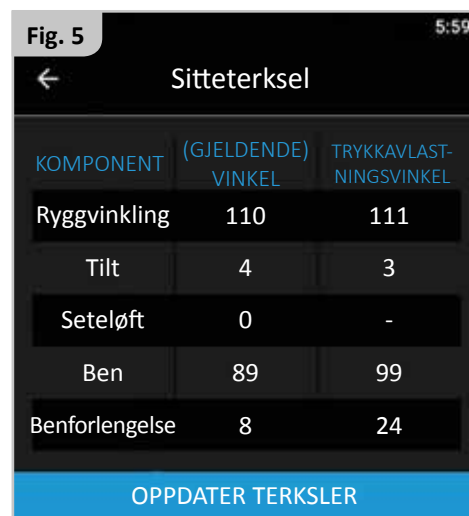 Fig. 5
5:59
Sitteterksel
KOMPONENT (GJELDENDE) VINKEL TRYKKAVLAST-NINGSVINKEL
Ryggvinkling 110 111
Tilt 4 3
Seteløft 0 -
Ben 89 99
Benforlengelse 8 24
OPPDATER TERKSLER